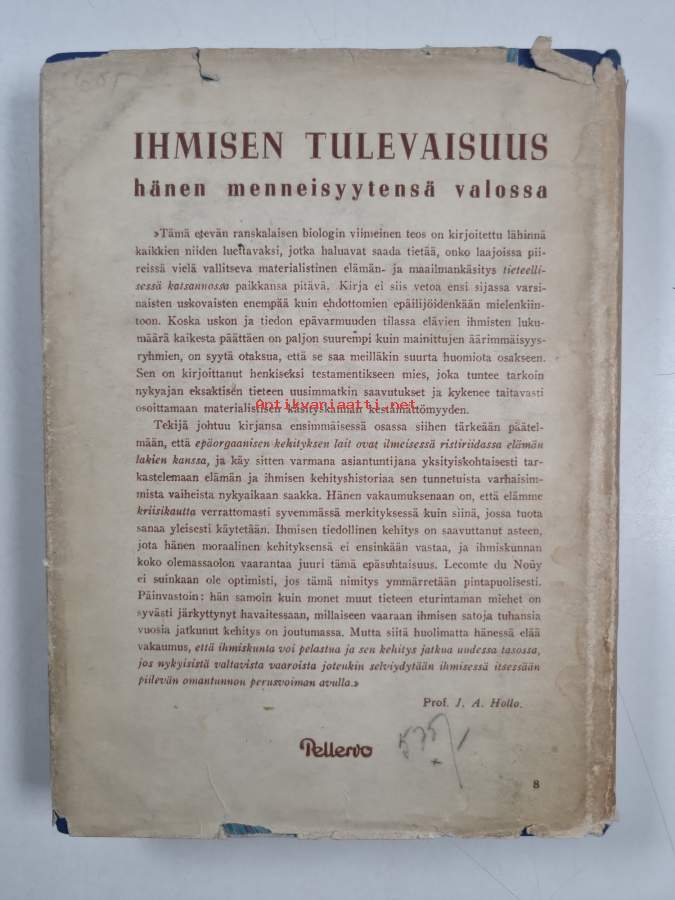 IHMISEN TULEVAISUUS
hänen menneisyytensä valossa
»Tämä etevän ranskalaisen biologin viimeinen teos on kirjoitettu lähinnä
kaikkien niiden luettavaksi, jotka haluavat saada tietää, onko laajoissa pii-
reissä vielä vallitseva materialistinen elämän- ja maailmankäsitys tieteelli-
sessä katsannossa paikkansa pitävä. Kirja ei siis vetoa ensi sijassa varsi-
naisten uskovaisten enempää kuin ehdottomien epäilijöidenkään mielenkiin-
toon. Koska uskon ja tiedon epävarmuuden tilassa elävien ihmisten luku-
määrä kaikesta päättäen on paljon suurempi kuin mainittujen äärimmäisyys-
ryhmien, on syytä otaksua, että se saa meilläkin suurta huomiota osakseen.
Sen on kirjoittanut henkiseksi testamentikseen mies, joka tuntee tarkoin
nykyajan eksaktisen tieteen uusimmatkin saavutukset ja kykenee taitavasti
Antikvariaatti.net
osoittamaan materialistisen käsityskannan kestämättömyyden.
Tekijä johtuu kirjansa ensimmäisessä osassa siihen tärkeään päätel-
mään, että epäorgaanisen kehityksen lait ovat ilmeisessä ristiriidassa elämän
lakien kanssa, ja käy sitten varmana asiantuntijana yksityiskohtaisesti tar-
kastelemaan elämän ja ihmisen kehityshistoriaa sen tunnetuista varhaisim-
mista vaiheista nykyaikaan saakka. Hänen vakaumuksenaan on, että elämme
kriisikautta verrattomasti syvemmässä merkityksessä kuin siinä, jossa tuota
sanaa yleisesti käytetään. Ihmisen tiedollinen kehitys on saavuttanut asteen,
jota hänen moraalinen kehityksensä ei ensinkään vastaa, ja ihmiskunnan
koko olemassaolon vaarantaa juuri tämä epäsuhtaisuus. Lecomte du Noüy
ei suinkaan ole optimisti, jos tämä nimitys ymmärretään pintapuolisesti.
Päinvastoin: hän samoin kuin monet muut tieteen eturintaman miehet on
syvästi järkyttynyt havaitessaan, millaiseen vaaraan ihmisen satoja tuhansia
vuosia jatkunut kehitys on joutumassa. Mutta siitä huolimatta hänessä elää
vakaumus, että ihmiskunta voi pelastua ja sen kehitys jatkua uudessa tasossa,
jos nykyisistä valtavista vaaroista jotenkin selviydytään ihmisessä itsessään
piilevän omantunnon perusvoiman avulla.»
Prof. J. A. Hollo.
Pellervo
8